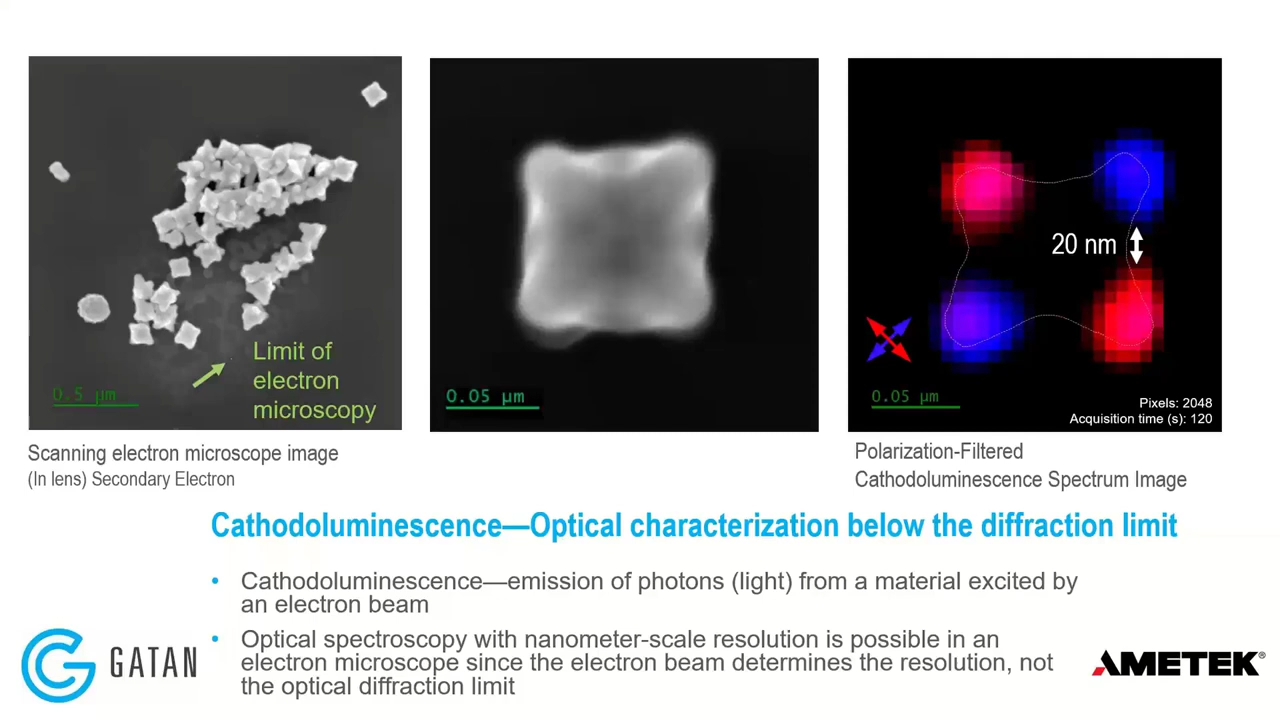 Limit of
electron
microscopy
0.5 µm
0.05 µm
20 nm
0.05 µm
Pixels: 2048
Acquisition time (s): 120
Scanning electron microscope image
(In lens) Secondary Electron
Polarization-Filtered
Cathodoluminescence Spectrum Image
Cathodoluminescence—Optical characterization below the diffraction limit
• Cathodoluminescence—emission of photons (light) from a material excited by
an electron beam
• Optical spectroscopy with nanometer-scale resolution is possible in an
electron microscope since the electron beam determines the resolution, not
the optical diffraction limit
GATAN
AMETEK®